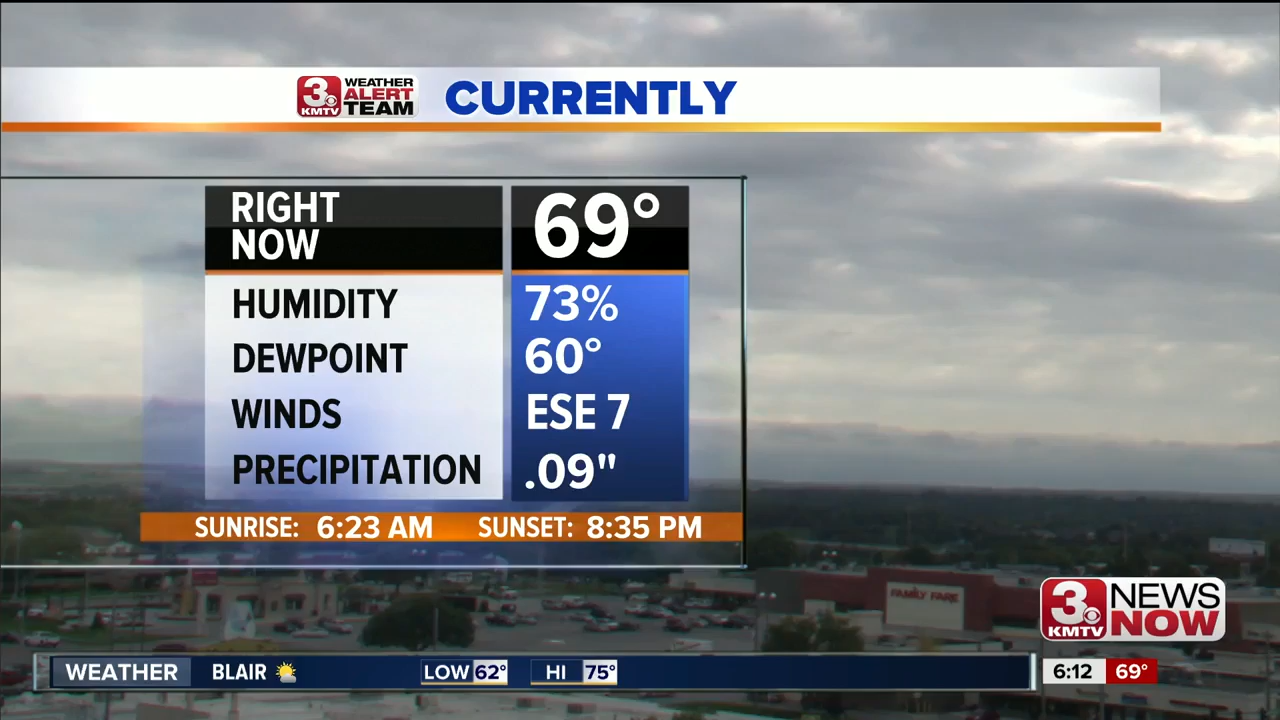 3 KMTV WEATHER ALERT TEAM CURRENTLY
RIGHT NOW 69°
HUMIDITY 73%
DEWPOINT 60°
WINDS ESE 7
PRECIPITATION .09"
SUNRISE: 6:23 AM SUNSET: 8:35 PM
FAMILY FARE
3 KMTV NEWS NOW
WEATHER BLAIR LOW 62° HI 75° 6:12 69°